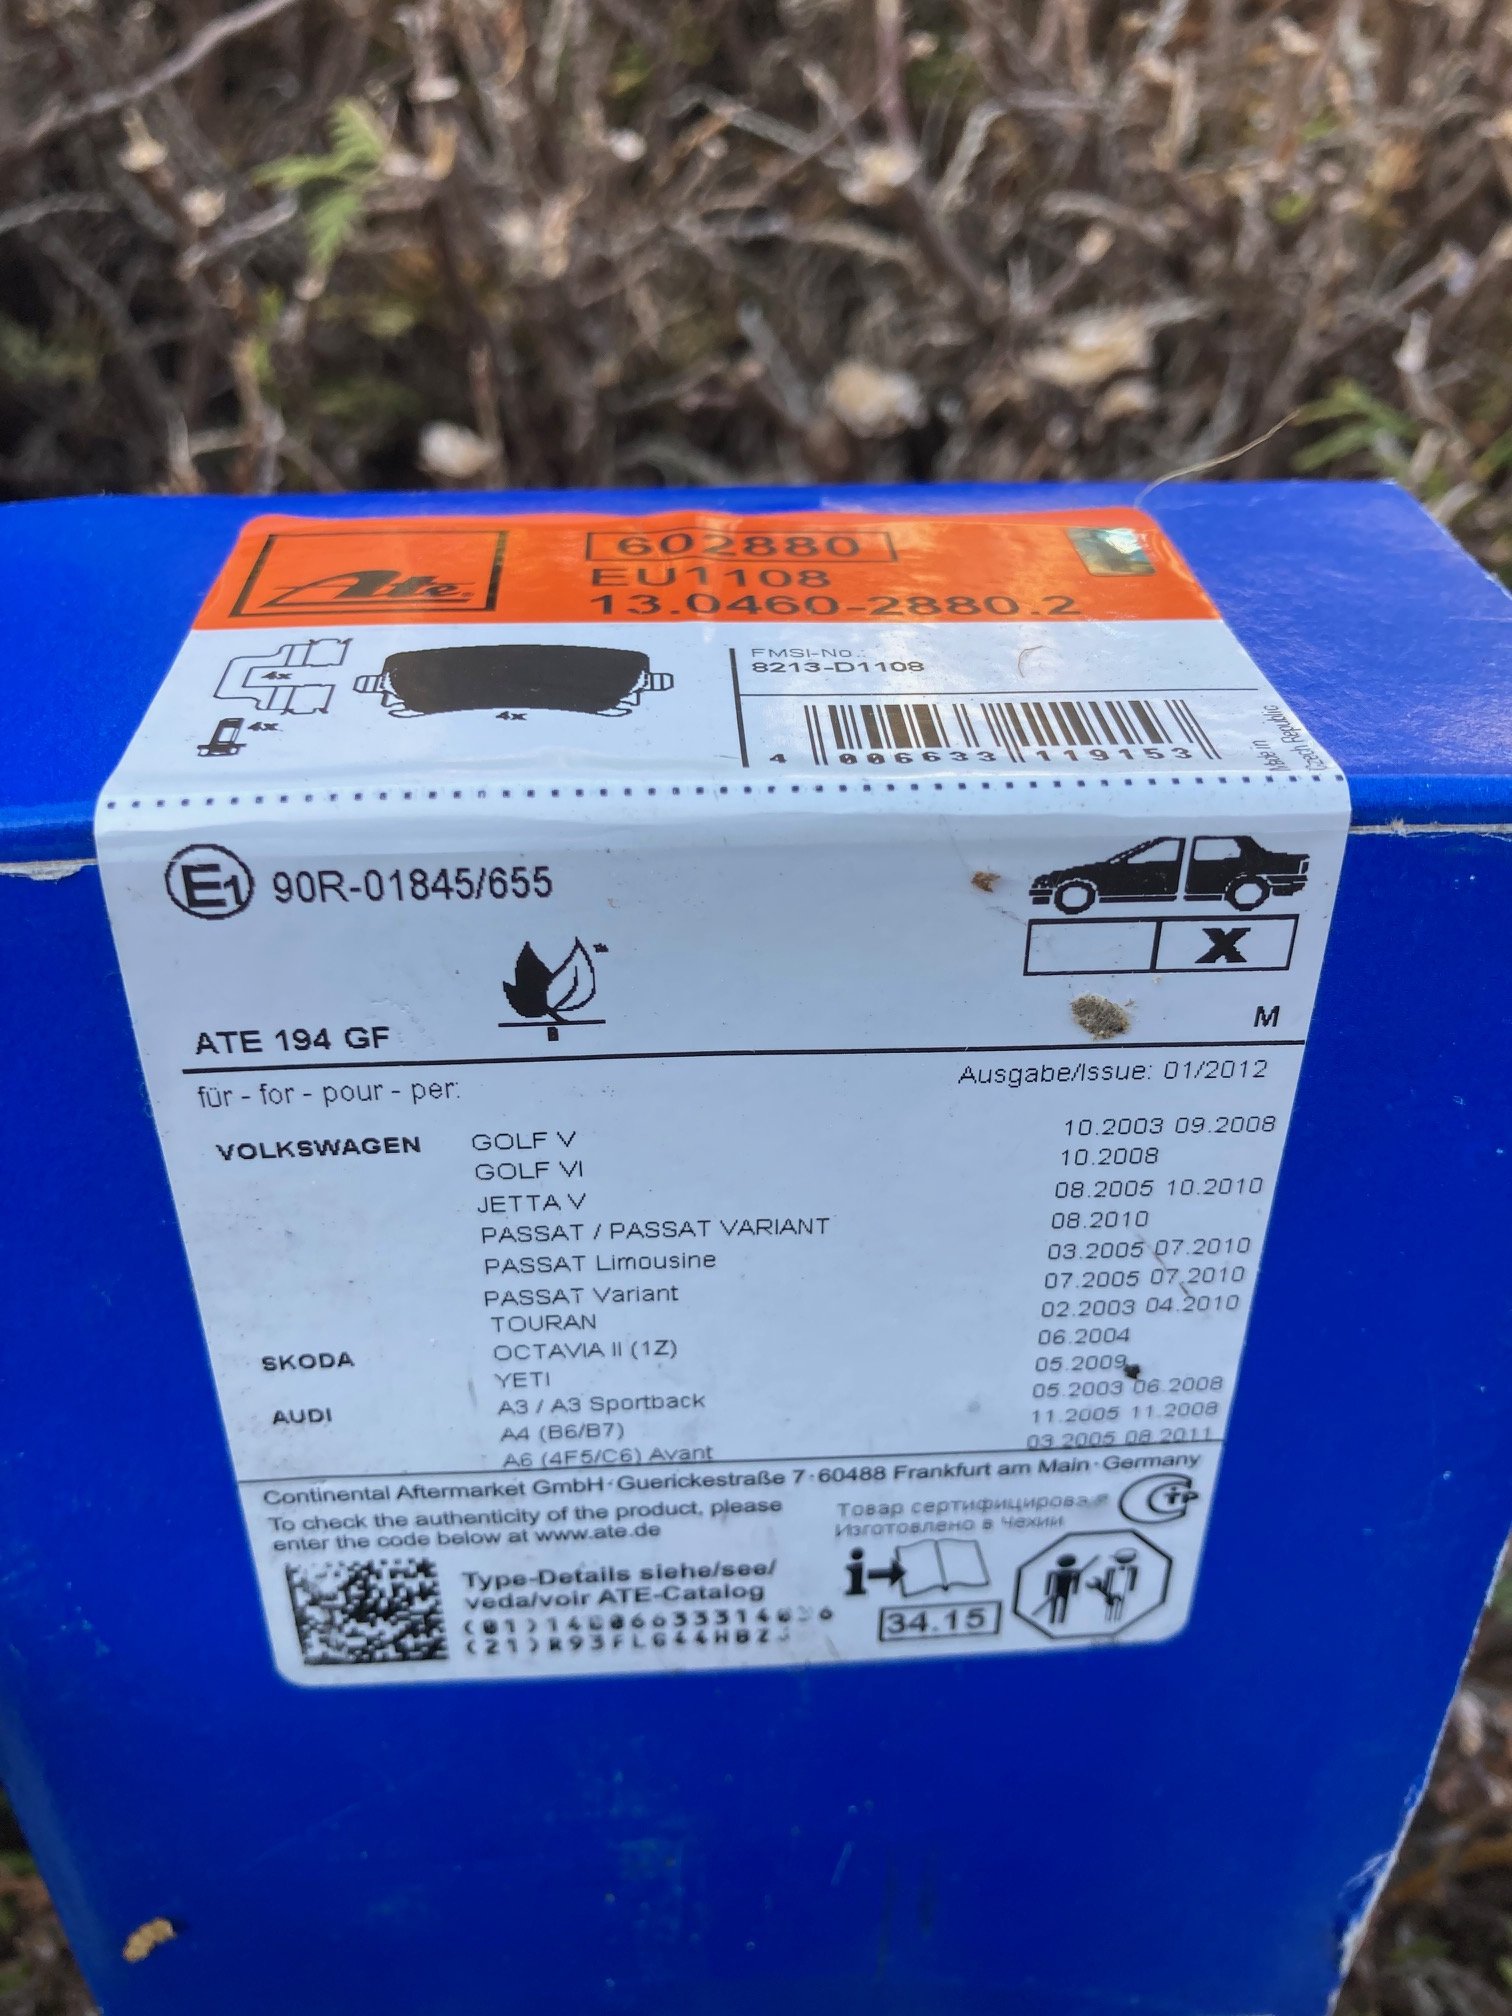 Ate
602880
EU1108
13.0460-2880.2
4x
4x
4x
FMSI-No.:
8213-D1108
4 006633 119153
Made in
Czech Republic
E1 90R-01845/655
X
ATE 194 GF
M
für - for - pour - per:
Ausgabe/Issue: 01/2012
VOLKSWAGEN GOLF V 10.2003 09.2008
GOLF VI 10.2008
JETTA V 08.2005 10.2010
PASSAT / PASSAT VARIANT 08.2010
PASSAT Limousine 03.2005 07.2010
PASSAT Variant 07.2005 07.2010
TOURAN 02.2003 04.2010
SKODA OCTAVIA II (1Z) 06.2004
YETI 05.2009
AUDI A3 / A3 Sportback 05.2003 06.2008
A4 (B6/B7) 11.2005 11.2008
A6 (4F5/C6) Avant 03.2005 08.2011
Continental Aftermarket GmbH · Guerickestraße 7 · 60488 Frankfurt am Main · Germany
To check the authenticity of the product, please
enter the code below at www.ate.de
Товар
Изготовлено в Чехии
Type-Details siehe/see/
veda/voir ATE-Catalog
34.15